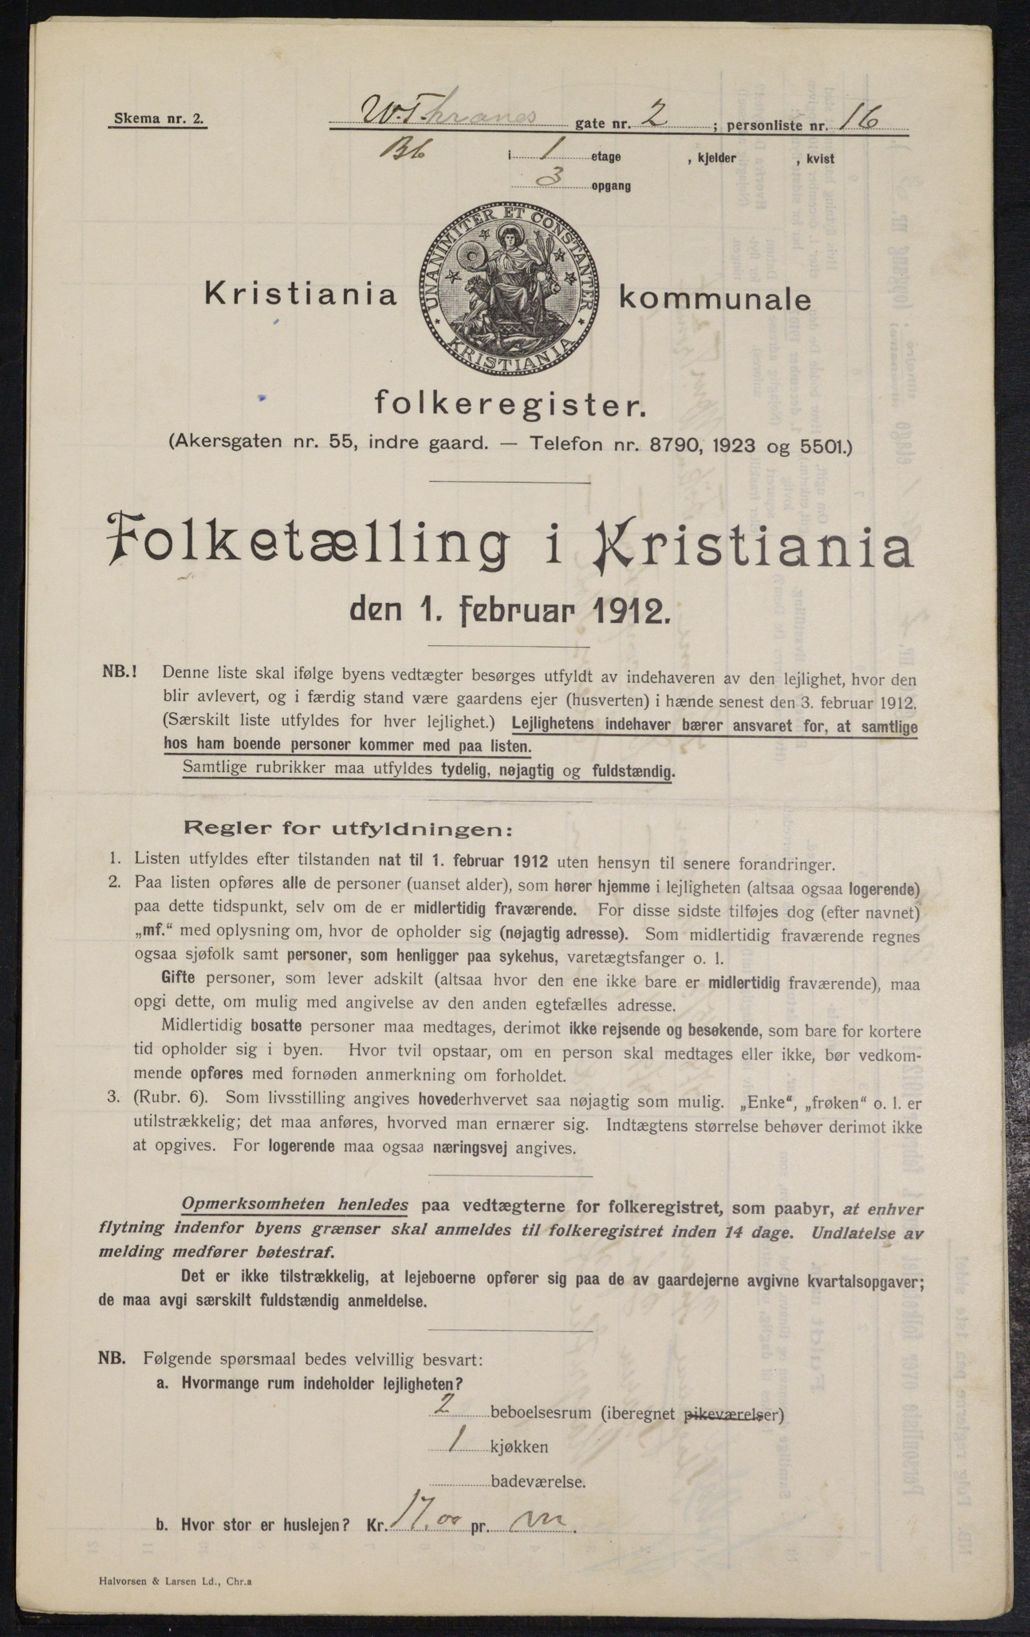 Skema nr. 2.
W. Thranes gate nr. 2 ; personliste nr. 16
i 1 etage , kjelder , kvist
3 opgang
UNANIMITER ET CONSTANTER
KRISTIANIA
Kristiania kommunale
folkeregister.
(Akersgaten nr. 55, indre gaard. — Telefon nr. 8790, 1923 og 5501.)
Folketælling i Kristiania
den 1. februar 1912.
NB.! Denne liste skal ifølge byens vedtægter besørges utfyldt av indehaveren av den lejlighet, hvor den
blir avlevert, og i færdig stand være gaardens ejer (husverten) i hænde senest den 3. februar 1912.
(Særskilt liste utfyldes for hver lejlighet.) Lejlighetens indehaver bærer ansvaret for, at samtlige
hos ham boende personer kommer med paa listen.
Samtlige rubrikker maa utfyldes tydelig, nøjagtig og fuldstændig.
Regler for utfyldningen:
1. Listen utfyldes efter tilstanden nat til 1. februar 1912 uten hensyn til senere forandringer.
2. Paa listen opføres alle de personer (uanset alder), som hører hjemme i lejligheten (altsaa ogsaa logerende)
paa dette tidspunkt, selv om de er midlertidig fraværende. For disse sidste tilføjes dog (efter navnet)
„mf.“ med oplysning om, hvor de opholder sig (nøjagtig adresse). Som midlertidig fraværende regnes
ogsaa sjøfolk samt personer, som henligger paa sykehus, varetægtsfanger o. l.
Gifte personer, som lever adskilt (altsaa hvor den ene ikke bare er midlertidig fraværende), maa
opgi dette, om mulig med angivelse av den anden egtefælles adresse.
Midlertidig bosatte personer maa medtages, derimot ikke rejsende og besøkende, som bare for kortere
tid opholder sig i byen. Hvor tvil opstaar, om en person skal medtages eller ikke, bør vedkom-
mende opføres med fornøden anmerkning om forholdet.
3. (Rubr. 6). Som livsstilling angives hovederhvervet saa nøjagtig som mulig. „Enke“, „frøken“ o. l. er
utilstrækkelig; det maa anføres, hvorved man ernærer sig. Indtægtens størrelse behøver derimot ikke
at opgives. For logerende maa ogsaa næringsvej angives.
Opmerksomheten henledes paa vedtægterne for folkeregistret, som paabyr, at enhver
flytning indenfor byens grænser skal anmeldes til folkeregistret inden 14 dage. Undlatelse av
melding medfører bøtestraf.
Det er ikke tilstrækkelig, at lejeboerne opfører sig paa de av gaardejerne avgivne kvartalsopgaver;
de maa avgi særskilt fuldstændig anmeldelse.
NB. Følgende spørsmaal bedes velvillig besvart:
a. Hvormange rum indeholder lejligheten?
2 beboelsesrum (iberegnet pikeværelser)
1 kjøkken
badeværelse.
b. Hvor stor er huslejen? Kr. 17.00 pr. m.
Halvorsen & Larsen Ld., Chr.a